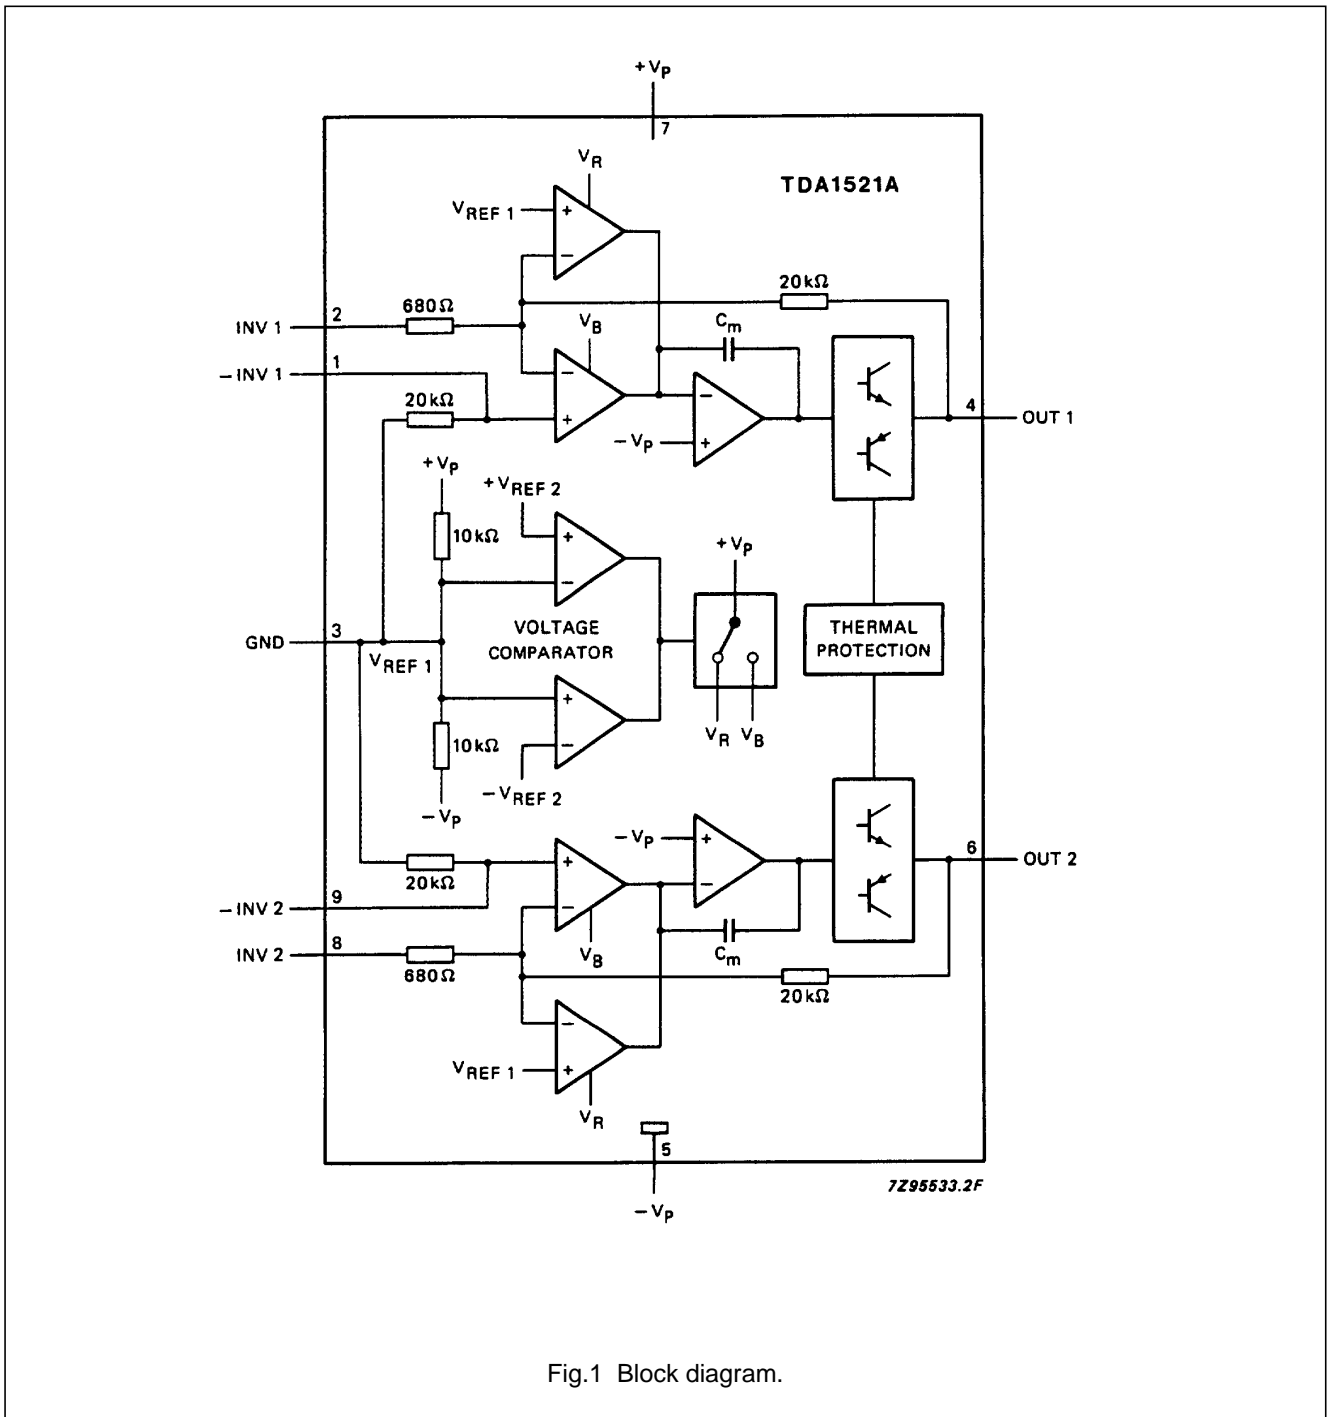 +VP
7
TDA1521A
VR
VREF 1
+
−
20kΩ
680Ω
INV 1
2
VB
Cm
−INV 1
1
−
−
20kΩ
+
4
OUT 1
−VP
+
+VP
+VREF 2
10kΩ
+
+VP
−
GND
3
VOLTAGE
COMPARATOR
THERMAL
PROTECTION
VREF 1
+
10kΩ
−
VR
VB
−VREF 2
−VP
−VP
+
6
+
OUT 2
20kΩ
−
−INV 2
9
−
INV 2
8
VB
Cm
680Ω
20kΩ
−
VREF 1
+
VR
5
7Z95533.2F
−VP
Fig.1 Block diagram.